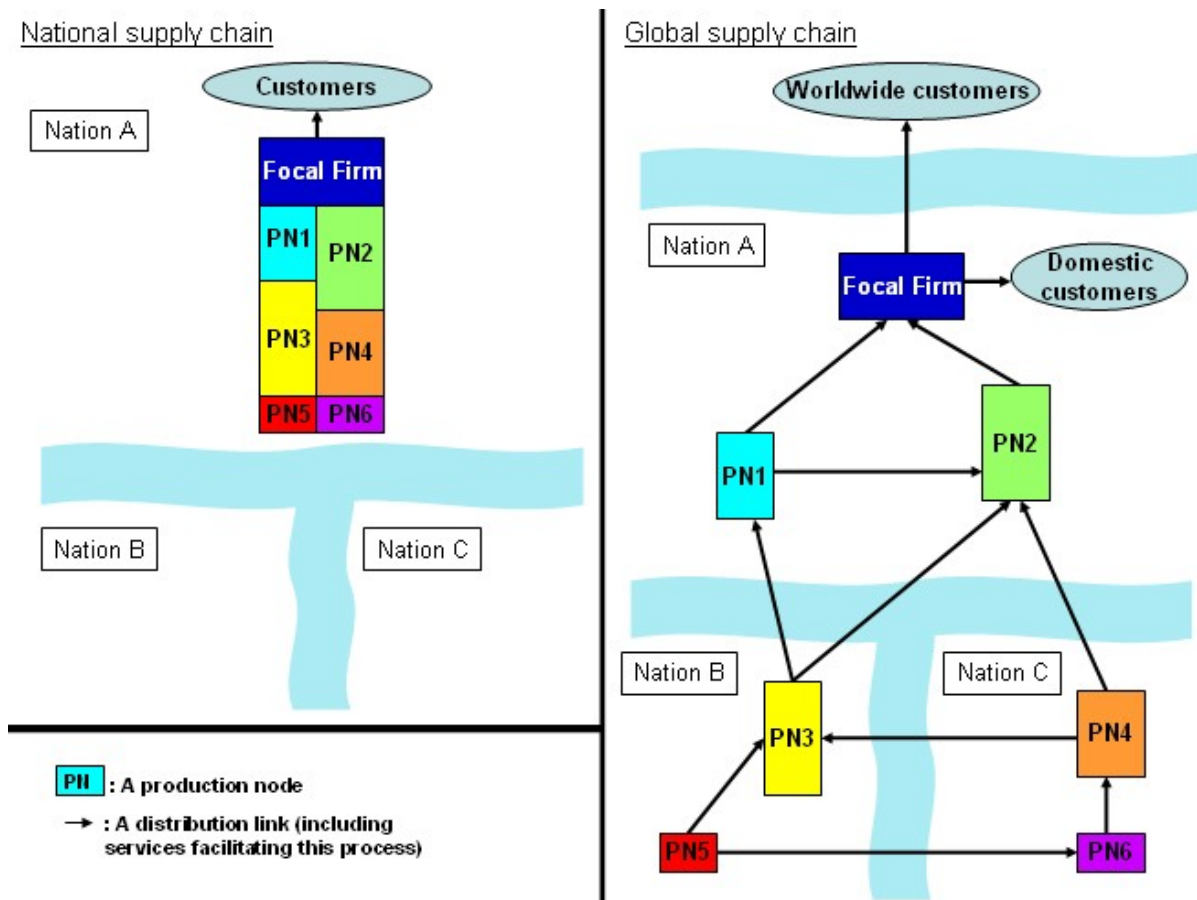 National supply chain
Customers
Nation A
Focal Firm
PN1
PN2
PN3
PN4
PN5
PN6
Nation B
Nation C
PN : A production node
: A distribution link (including
services facilitating this process)
Global supply chain
Worldwide customers
Nation A
Focal Firm
Domestic
customers
PN1
PN2
Nation B
Nation C
PN3
PN4
PN5
PN6